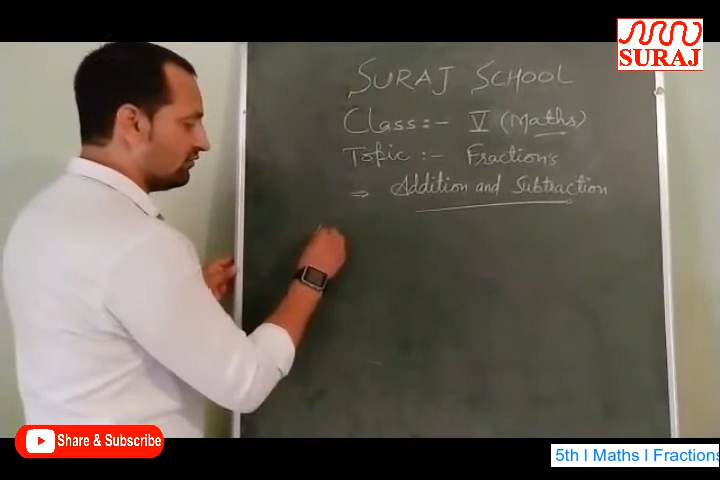 SURAJ
SURAJ SCHOOL
Class:- V (Maths)
Topic :- Fractions
⇒ Addition and Subtraction
Share & Subscribe
5th I Maths I Fractions